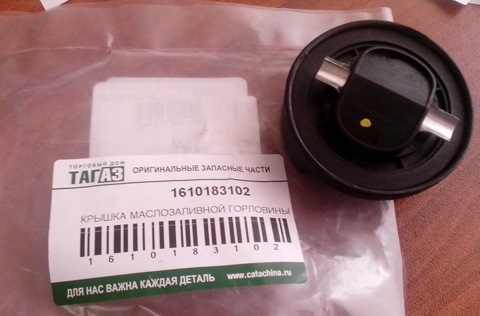 ТОРГОВЫЙ ДОМ
ТАГАЗ
ОРИГИНАЛЬНЫЕ ЗАПАСНЫЕ ЧАСТИ
1610183102
КРЫШКА МАСЛОЗАЛИВНОЙ ГОРЛОВИНЫ
1610183102
ДЛЯ НАС ВАЖНА КАЖДАЯ ДЕТАЛЬ www.catachina.ru